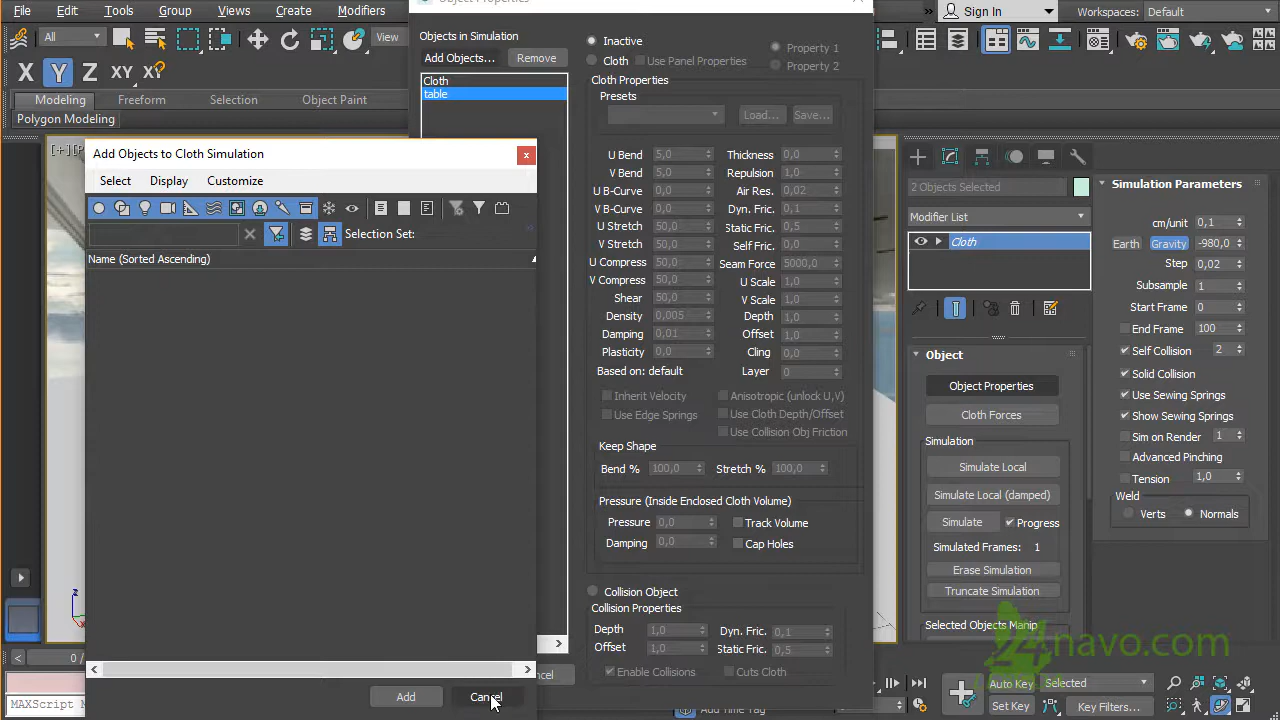 File Edit Tools Group Views Create Modifiers
Object Properties
Sign In
Workspaces: Default
All
View
X Y Z XY XY
Modeling Freeform Selection Object Paint
Polygon Modeling
Objects in Simulation
Add Objects... Remove
Cloth
table
Inactive
Cloth
Use Panel Properties
Property 1
Property 2
Cloth Properties
Presets
Load... Save...
U Bend 5,0 Thickness 0,0
V Bend 5,0 Repulsion 1,0
U B-Curve 0,0 Air Res. 0,02
V B-Curve 0,0 Dyn. Fric. 0,1
U Stretch 50,0 Static Fric. 0,5
V Stretch 50,0 Self Fric. 0,0
U Compress 50,0 Seam Force 5000,0
V Compress 50,0 U Scale 1,0
Shear 50,0 V Scale 1,0
Density 0,005 Depth 1,0
Damping 0,01 Offset 1,0
Plasticity 0,0 Cling 0,0
Based on: default Layer 0
Inherit Velocity Anisotropic (unlock U,V)
Use Edge Springs Use Cloth Depth/Offset
Use Collision Obj Friction
Keep Shape
Bend % 100,0 Stretch % 100,0
Pressure (Inside Enclosed Cloth Volume)
Pressure 0,0 Track Volume
Damping 0,0 Cap Holes
Collision Object
Collision Properties
Depth 1,0 Dyn. Fric. 0,1
Offset 1,0 Static Fric. 0,5
Enable Collisions Cuts Cloth
Add Objects to Cloth Simulation
x
Select Display Customize
Selection Set:
Name (Sorted Ascending)
Add Cancel
2 Objects Selected
Modifier List
Cloth
Object
Object Properties
Cloth Forces
Simulation
Simulate Local
Simulate Local (damped)
Simulate Progress
Simulated Frames: 1
Erase Simulation
Truncate Simulation
Selected Objects Manip
Simulation Parameters
cm/unit 0,1
Earth Gravity -980,0
Step 0,02
Subsample 1
Start Frame 0
End Frame 100
Self Collision 2
Solid Collision
Use Sewing Springs
Show Sewing Springs
Sim on Render 1
Advanced Pinching
Tension 1,0
Weld
Verts Normals
4navo.com
z
0 /
MAXScript M
Add Time Tag
Auto Key Selected
Set Key Key Filters...